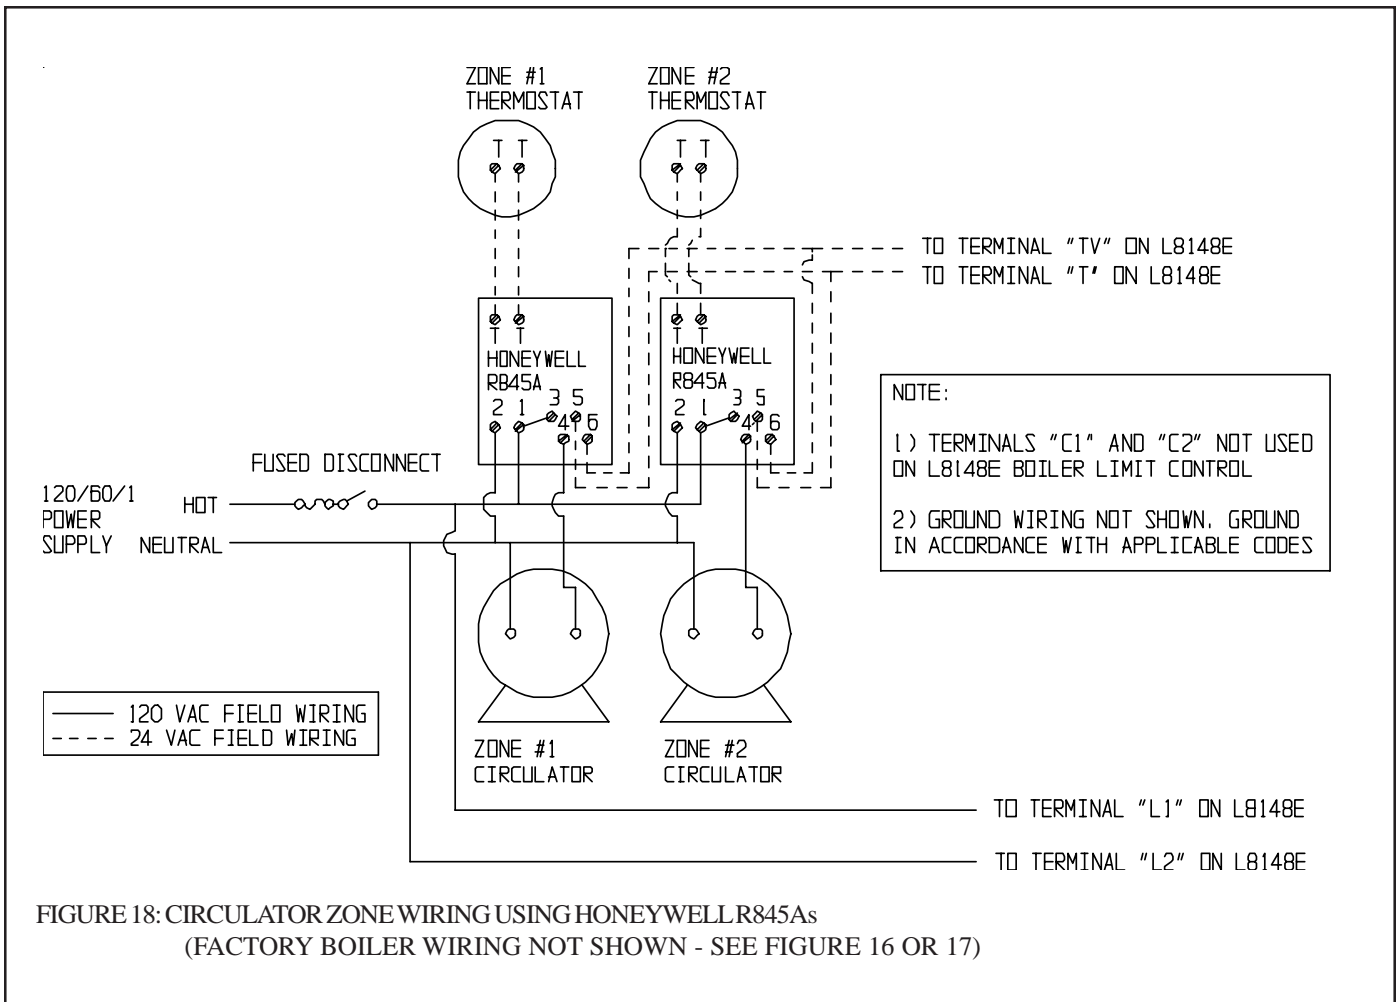 ZONE #1
THERMOSTAT
ZONE #2
THERMOSTAT
T T
T T
TO TERMINAL "TV" ON L8148E
TO TERMINAL "T' ON L8148E
T T
HONEYWELL
R845A
2 1 3 5
4 6
T T
HONEYWELL
R845A
2 1 3 5
4 6
NOTE:
1) TERMINALS "C1" AND "C2" NOT USED
ON L8148E BOILER LIMIT CONTROL
2) GROUND WIRING NOT SHOWN. GROUND
IN ACCORDANCE WITH APPLICABLE CODES
FUSED DISCONNECT
120/60/1
POWER
SUPPLY
HOT
NEUTRAL
120 VAC FIELD WIRING
24 VAC FIELD WIRING
ZONE #1
CIRCULATOR
ZONE #2
CIRCULATOR
TO TERMINAL "L1" ON L8148E
TO TERMINAL "L2" ON L8148E
FIGURE 18: CIRCULATOR ZONE WIRING USING HONEYWELL R845As
(FACTORY BOILER WIRING NOT SHOWN - SEE FIGURE 16 OR 17)